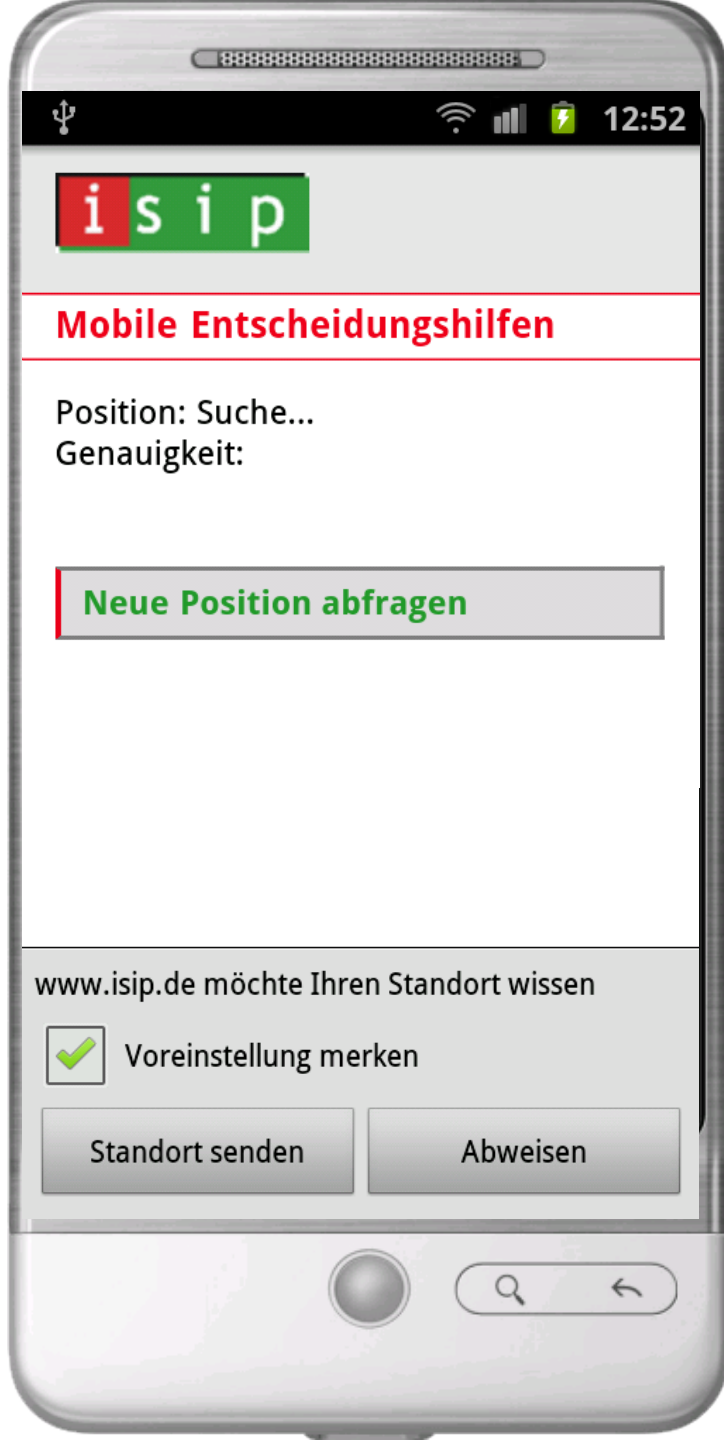 12:52
isip
Mobile Entscheidungshilfen
Position: Suche...
Genauigkeit:
Neue Position abfragen
www.isip.de möchte Ihren Standort wissen
Voreinstellung merken
Standort senden
Abweisen